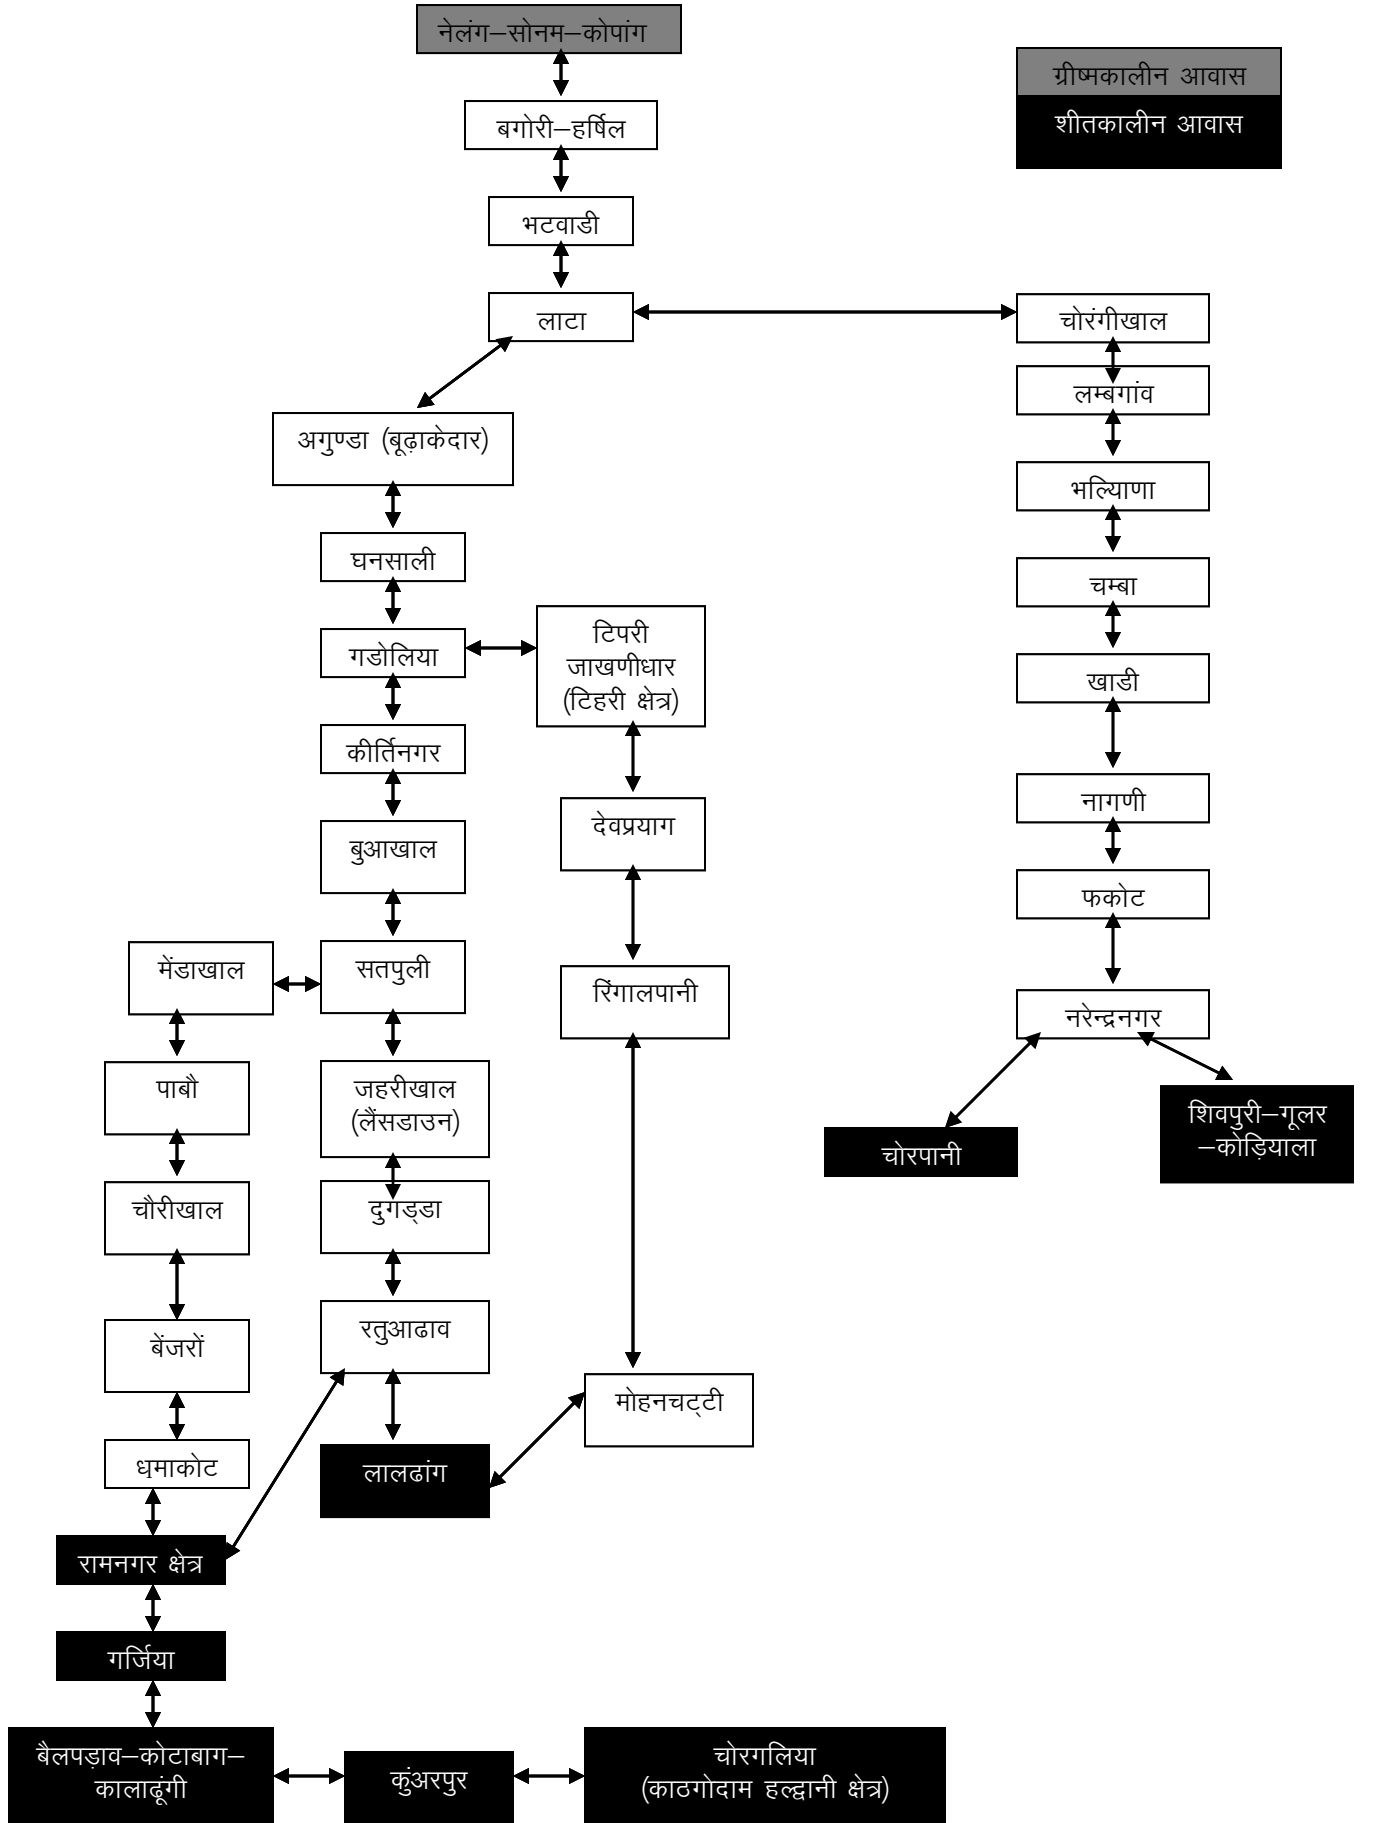 नेलंग–सोनम–कोपांग
ग्रीष्मकालीन आवास
शीतकालीन आवास
बगोरी–हर्षिल
भटवाडी
लाटा
चोरंगीखाल
लम्बगांव
अगुण्डा (बूढ़ाकेदार)
भल्याणा
घनसाली
चम्बा
टिपरी
जाखणीधार
(टिहरी क्षेत्र)
गडोलिया
खाडी
कीर्तिनगर
नागणी
देवप्रयाग
बुआखाल
फकोट
मेंडाखाल
सतपुली
रिंगालपानी
नरेन्द्रनगर
पाबौ
जहरीखाल
(लैंसडाउन)
शिवपुरी–गूलर
–कोड़ियाला
चोरपानी
चौरीखाल
दुगड्डा
बेंजरों
रतुआढाव
मोहनचट्टी
धमाकोट
लालढांग
रामनगर क्षेत्र
गर्जिया
बैलपड़ाव–कोटाबाग–
कालाढूंगी
कुंअरपुर
चोरगलिया
(काठगोदाम हल्द्वानी क्षेत्र)